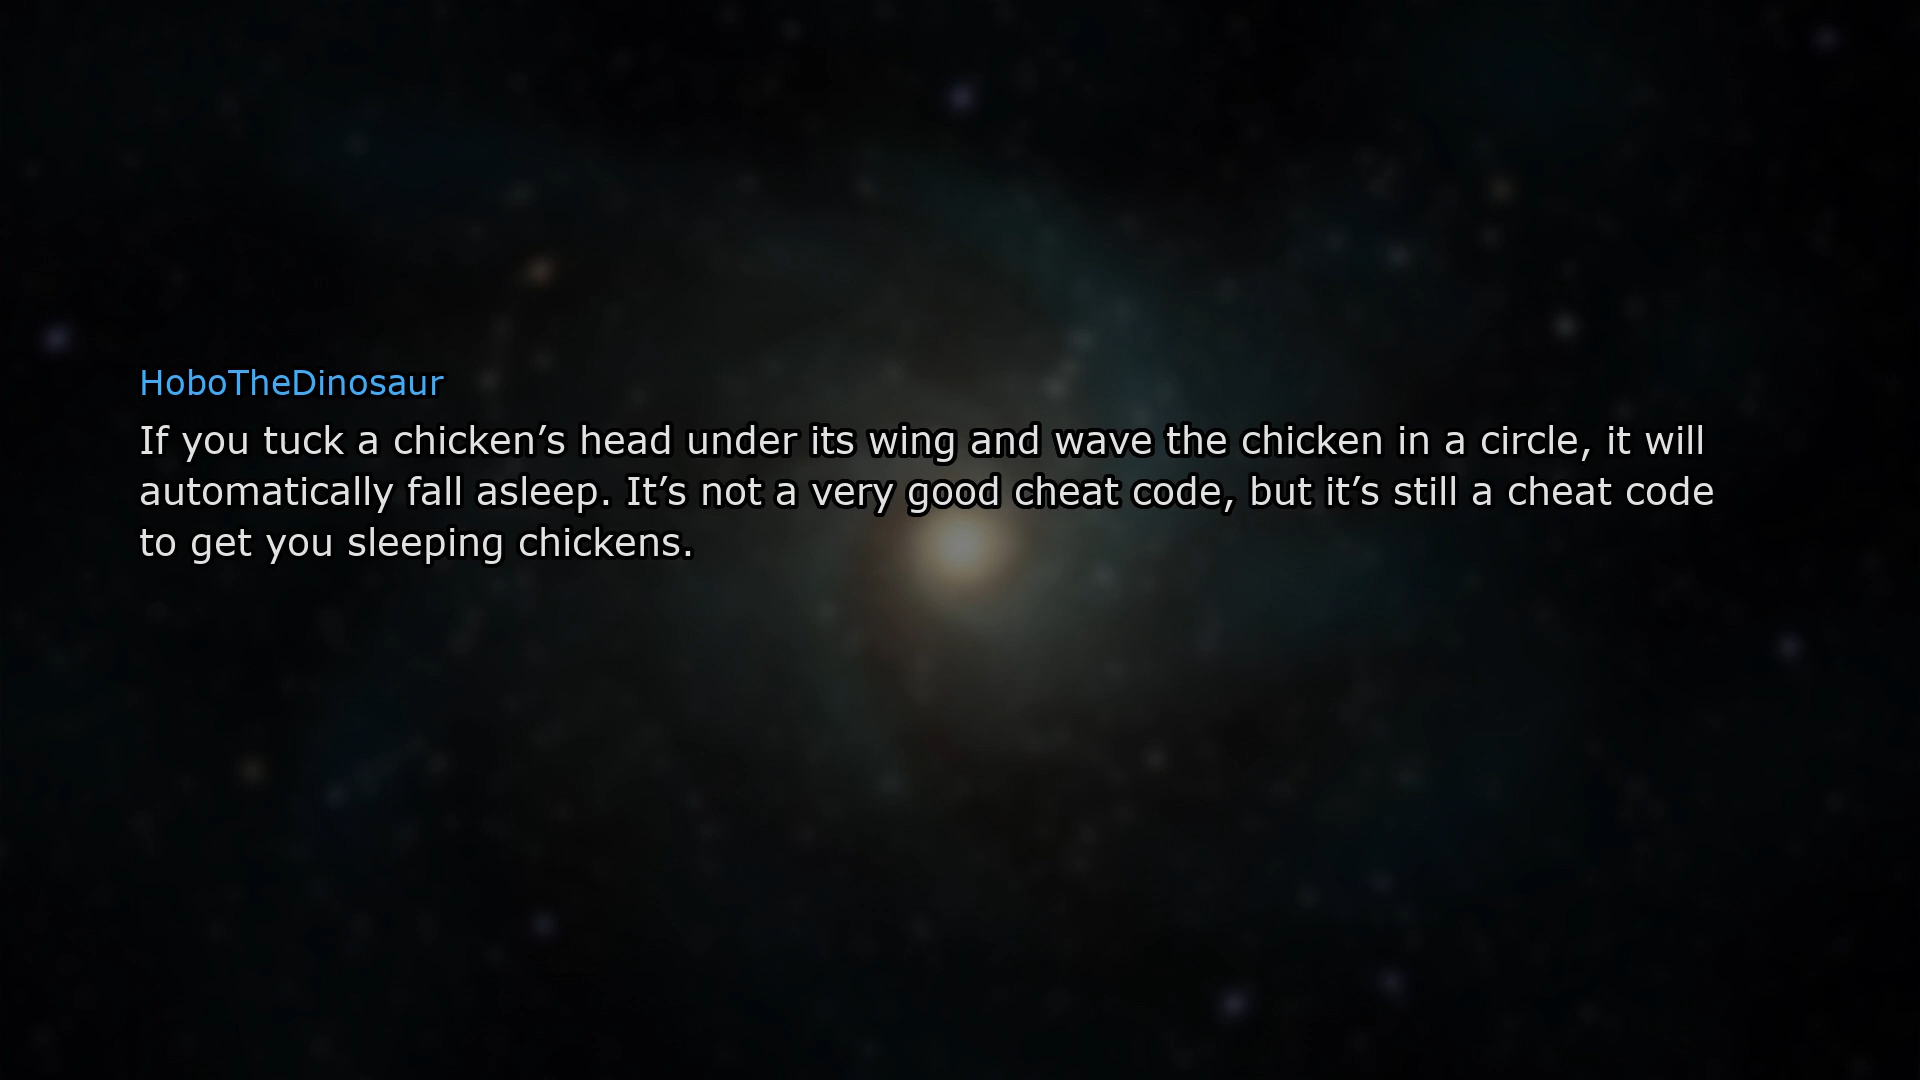 HoboTheDinosaur
If you tuck a chicken’s head under its wing and wave the chicken in a circle, it will
automatically fall asleep. It’s not a very good cheat code, but it’s still a cheat code
to get you sleeping chickens.